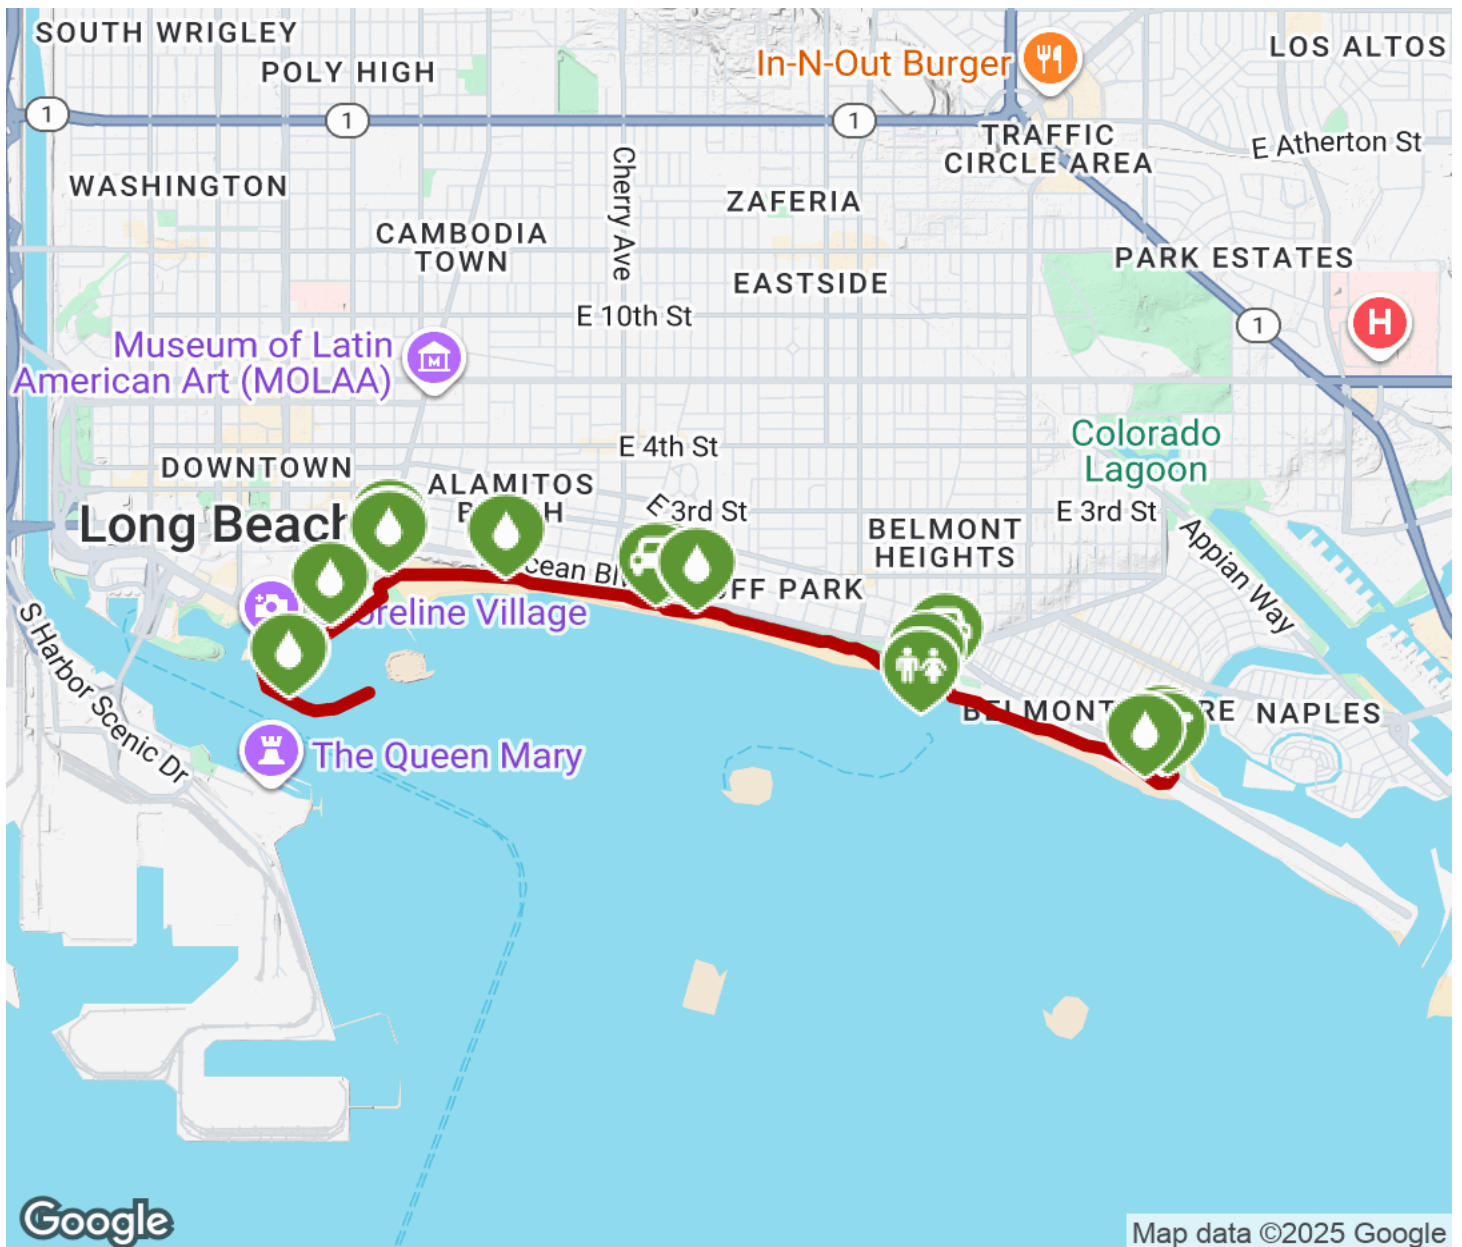 SOUTH WRIGLEY
POLY HIGH
In-N-Out Burger
LOS ALTOS
1
1
1
TRAFFIC
CIRCLE AREA
E Atherton St
WASHINGTON
Cherry Ave
ZAFERIA
CAMBODIA
TOWN
PARK ESTATES
EASTSIDE
E 10th St
1
H
Museum of Latin
American Art (MOLAA)
M
Colorado
Lagoon
E 4th St
DOWNTOWN
ALAMITOS
E 3rd St
E 3rd St
Long Beach
BELMONT
HEIGHTS
Appian Way
PARK
Village
S Harbor Scenic Dr
NAPLES
The Queen Mary
Google
Map data ©2025 Google